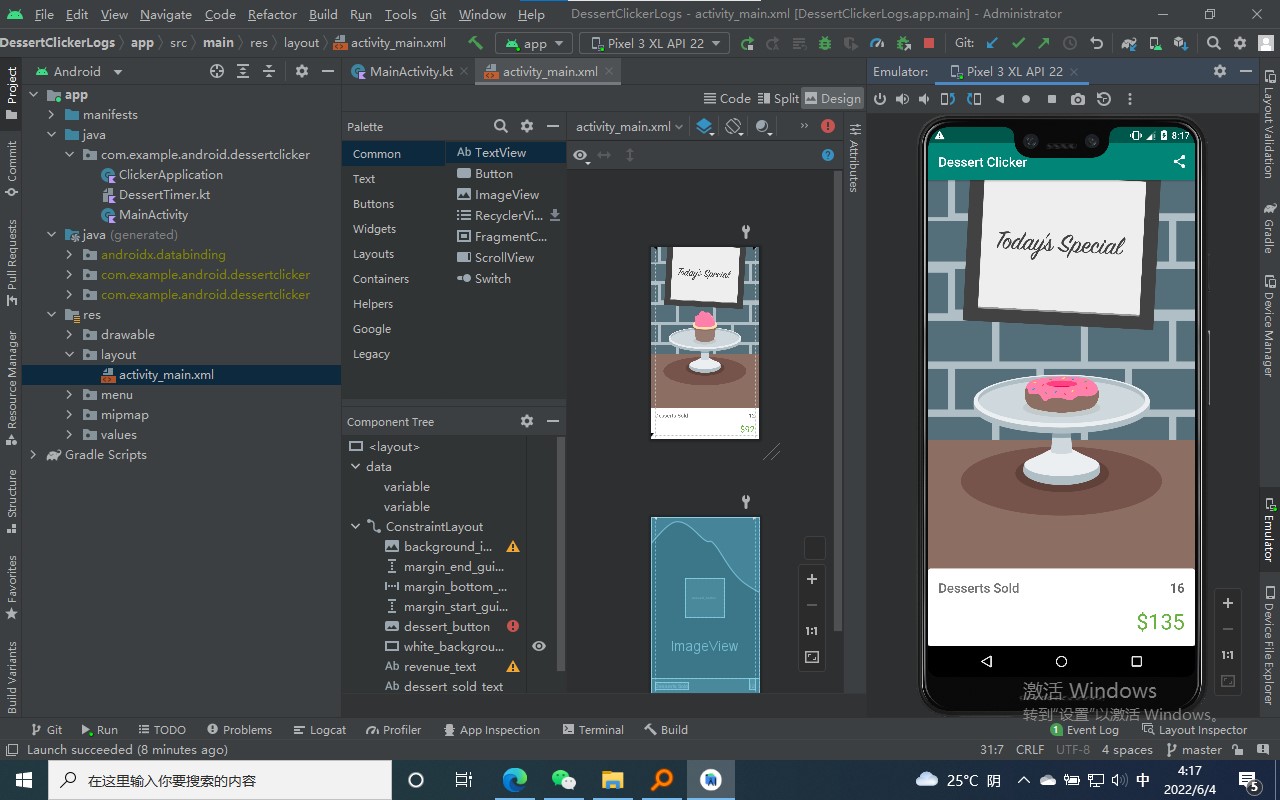 File Edit View Navigate Code Refactor Build Run Tools Git Window Help DessertClickerLogs - activity_main.xml [DessertClickerLogs.app.main] - Administrator
DessertClickerLogs app src main res layout activity_main.xml app Pixel 3 XL API 22 Git:
Android
MainActivity.kt activity_main.xml
Emulator: Pixel 3 XL API 22
Project
Commit
Pull Requests
Resource Manager
Structure
Favorites
Build Variants
app
manifests
java
com.example.android.dessertclicker
ClickerApplication
DessertTimer.kt
MainActivity
java (generated)
androidx.databinding
com.example.android.dessertclicker
com.example.android.dessertclicker
res
drawable
layout
activity_main.xml
menu
mipmap
values
Gradle Scripts
Code Split Design
Palette
activity_main.xml
Common
Text
Buttons
Widgets
Layouts
Containers
Helpers
Google
Legacy
Ab TextView
Button
ImageView
RecyclerVi...
FragmentC...
ScrollView
Switch
Component Tree
<layout>
data
variable
variable
ConstraintLayout
background_i...
margin_end_gui...
margin_bottom_...
margin_start_gui...
dessert_button
white_backgrou...
Ab revenue_text
Ab dessert_sold_text
Today's Special
Desserts Sold
$92
ImageView
1:1
Attributes
8:17
Dessert Clicker
Today's Special
Desserts Sold 16
$135
1:1
激活 Windows
转到"设置"以激活 Windows。
Layout Validation
Gradle
Device Manager
Emulator
Device File Explorer
Git Run TODO Problems Logcat Profiler App Inspection Terminal Build 1 Event Log Layout Inspector
Launch succeeded (8 minutes ago) 31:7 CRLF UTF-8 4 spaces master
在这里输入你要搜索的内容
25°C 阴
中
4:17
2022/6/4
5